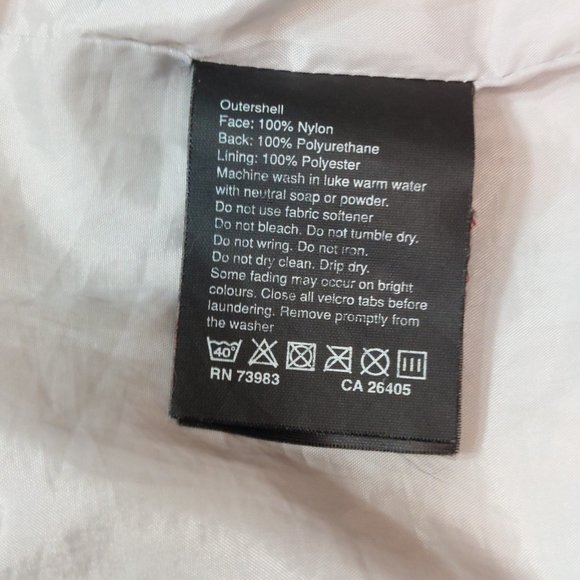 Outershell
Face: 100% Nylon
Back: 100% Polyurethane
Lining: 100% Polyester
Machine wash in luke warm water
with neutral soap or powder.
Do not use fabric softener
Do not bleach. Do not tumble dry.
Do not wring. Do not iron.
Do not dry clean. Drip dry.
Some fading may occur on bright
colours. Close all velcro tabs before
laundering. Remove promptly from
the washer
40°
RN 73983 CA 26405